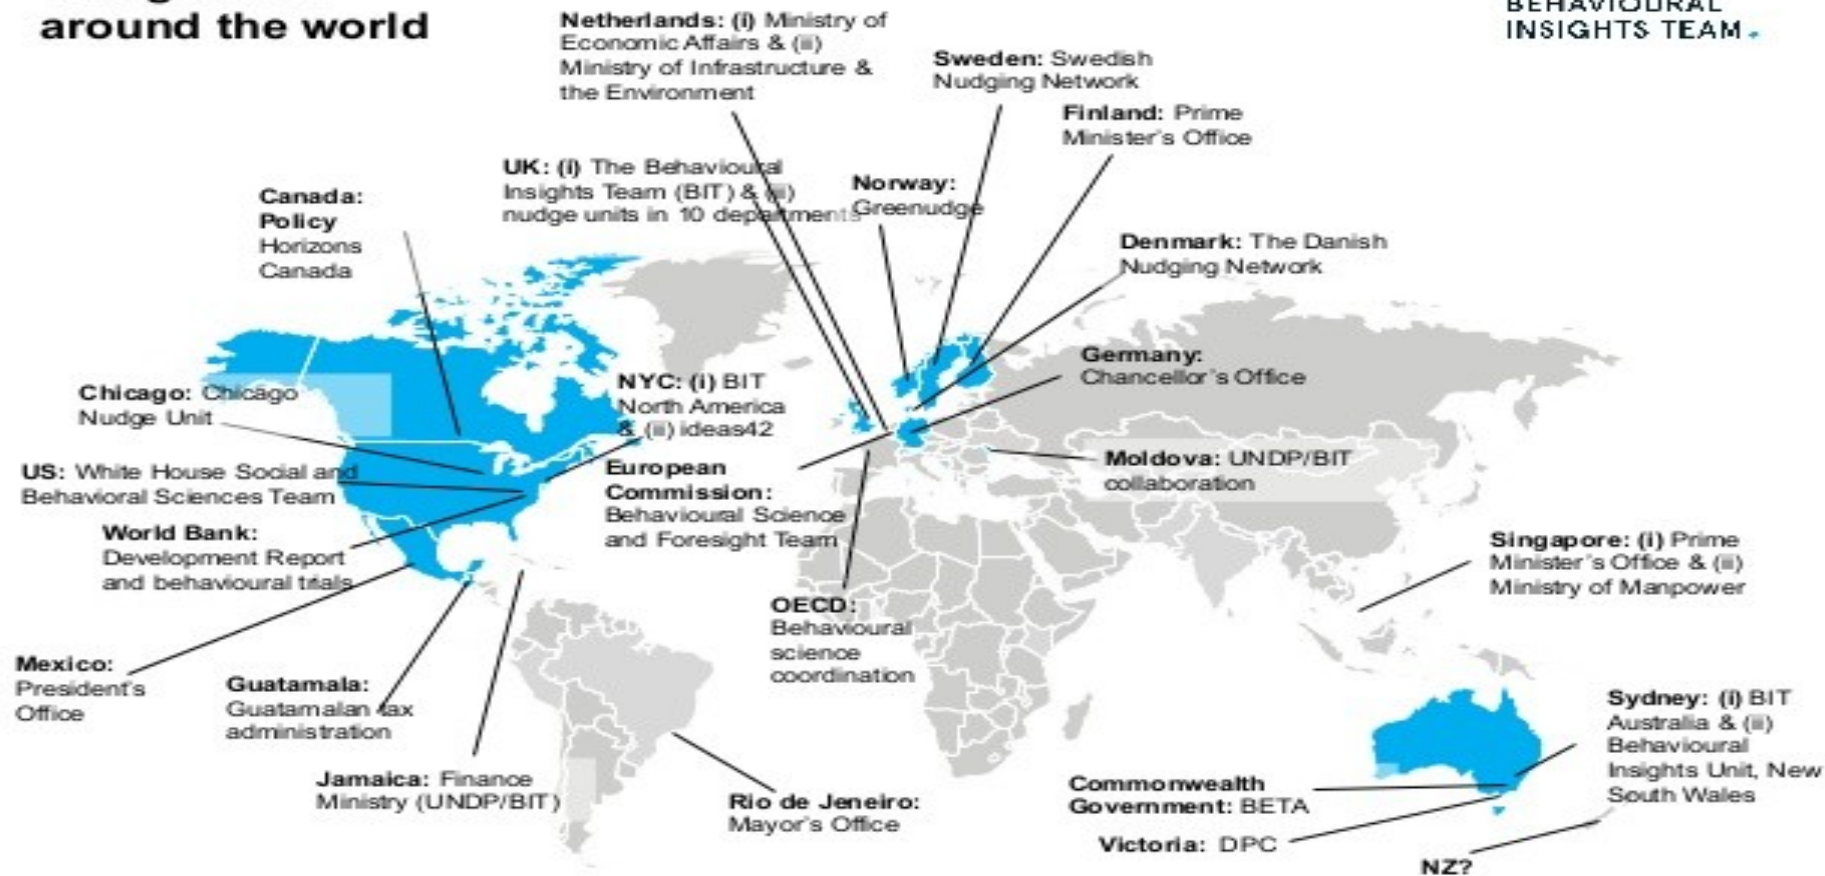 around the world
BEHAVIOURAL
INSIGHTS TEAM.
Netherlands: (i) Ministry of
Economic Affairs & (ii)
Ministry of Infrastructure &
the Environment
Sweden: Swedish
Nudging Network
Finland: Prime
Minister's Office
UK: (i) The Behavioural
Insights Team (BIT) & (ii)
nudge units in 10 departments
Norway:
Greenudge
Canada:
Policy
Horizons
Canada
Denmark: The Danish
Nudging Network
Germany:
Chancellor's Office
Chicago: Chicago
Nudge Unit
NYC: (i) BIT
North America
& (ii) ideas42
US: White House Social and
Behavioral Sciences Team
European
Commission:
Behavioural Science
and Foresight Team
Moldova: UNDP/BIT
collaboration
World Bank:
Development Report
and behavioural trials
Singapore: (i) Prime
Minister's Office & (ii)
Ministry of Manpower
OECD:
Behavioural
science
coordination
Mexico:
President's
Office
Guatamala:
Guatamalan tax
administration
Sydney: (i) BIT
Australia & (ii)
Behavioural
Insights Unit, New
South Wales
Jamaica: Finance
Ministry (UNDP/BIT)
Rio de Jeneiro:
Mayor's Office
Commonwealth
Government: BETA
Victoria: DPC
NZ?